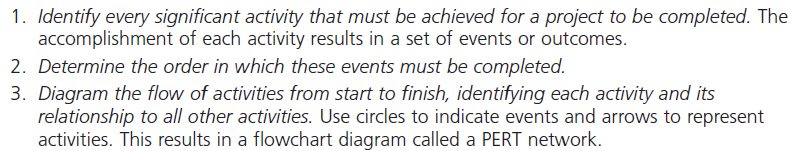 1. Identify every significant activity that must be achieved for a project to be completed. The
accomplishment of each activity results in a set of events or outcomes.
2. Determine the order in which these events must be completed.
3. Diagram the flow of activities from start to finish, identifying each activity and its
relationship to all other activities. Use circles to indicate events and arrows to represent
activities. This results in a flowchart diagram called a PERT network.